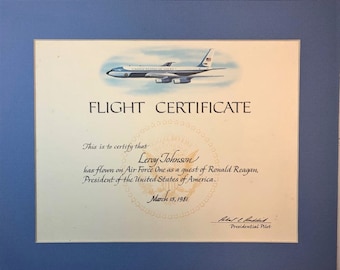 FLIGHT CERTIFICATE
This is to certify that
Leroy Johnson
has flown on Air Force One as a guest of Ronald Reagan,
President of the United States of America.
March 15, 1981
Presidential Pilot